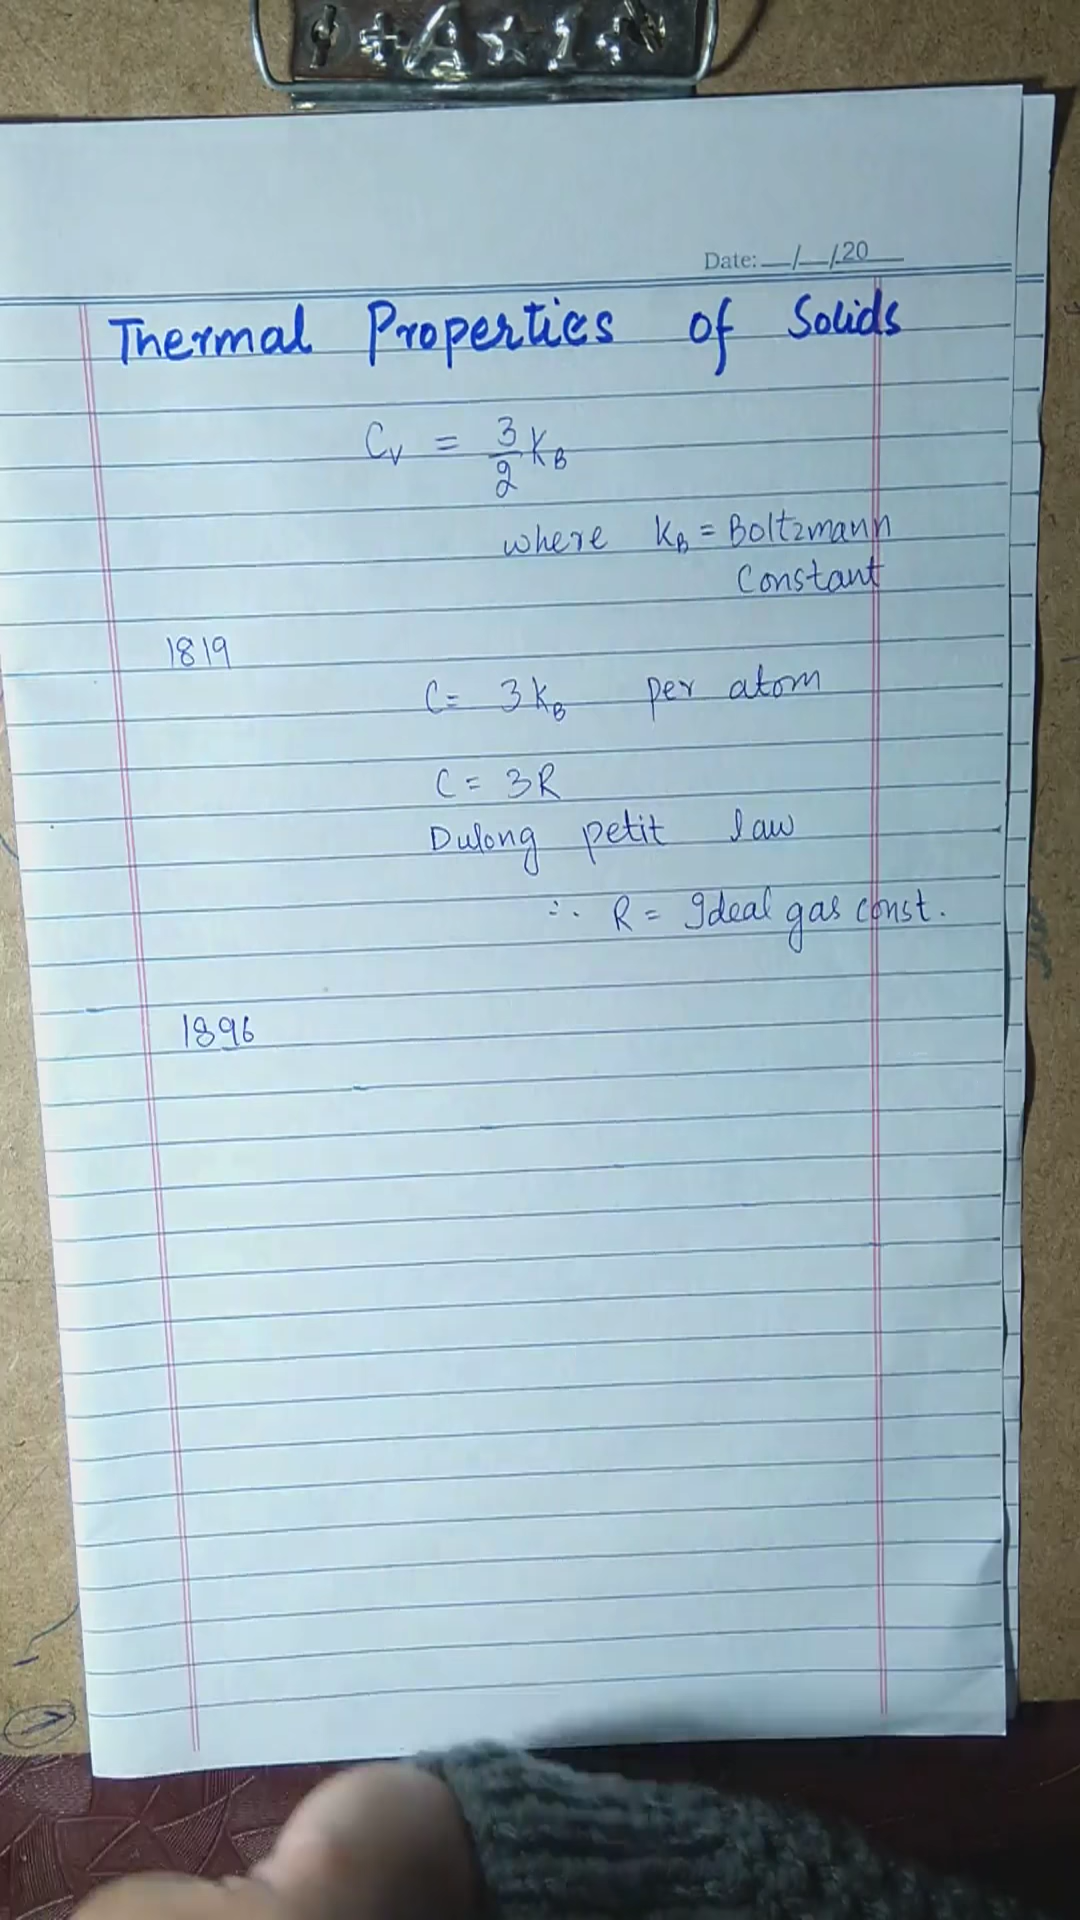 +A★1+
Date: __/__/20__
Thermal Properties of Solids
Cv = 3/2 KB
where KB = Boltzmann
Constant
1819
C = 3KB per atom
C = 3R
Dulong petit law
∴ R = Ideal gas const.
1896